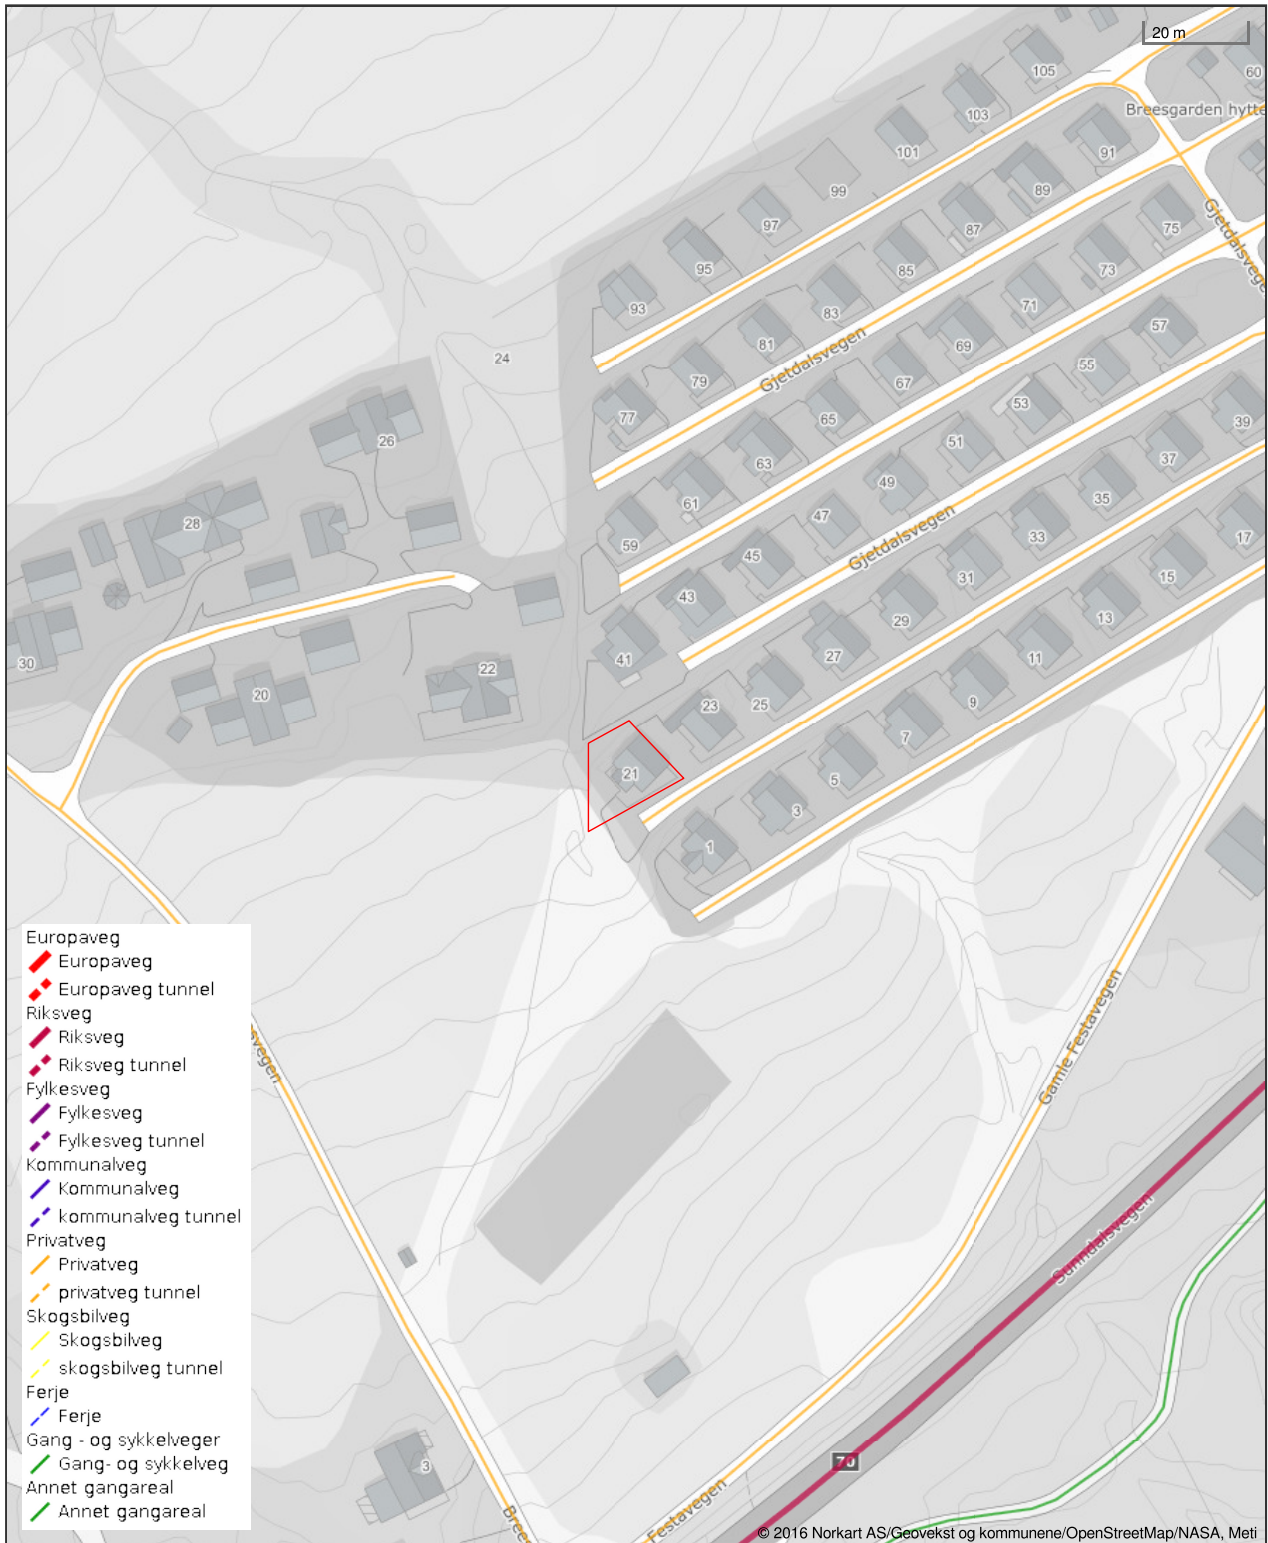 20 m
105
60
103
Breesgarden hytte
101
91
99
89
97
87
75
Gjetdalsvege
95
85
73
93
83
71
81
69
57
24
Gjetdalsvegen
79
67
55
77
65
53
39
26
63
51
37
61
49
35
28
47
33
17
59
45
Gjetdalsvegen
31
15
43
29
13
30
41
27
11
22
20
23
25
9
21
7
5
3
1
Europaveg
Europaveg
Europaveg tunnel
Riksveg
Riksveg
Riksveg tunnel
Fylkesveg
Fylkesveg
Fylkesveg tunnel
Kommunalveg
Kommunalveg
kommunalveg tunnel
Privatveg
Privatveg
privatveg tunnel
Skogsbilveg
Skogsbilveg
skogsbilveg tunnel
Ferje
Ferje
Gang - og sykkelveger
Gang- og sykkelveg
Annet gangareal
Annet gangareal
svegen
Gamle Festavegen
Sunndalsvegen
70
3
Brees
Festavegen
© 2016 Norkart AS/Geovekst og kommunene/OpenStreetMap/NASA, Meti